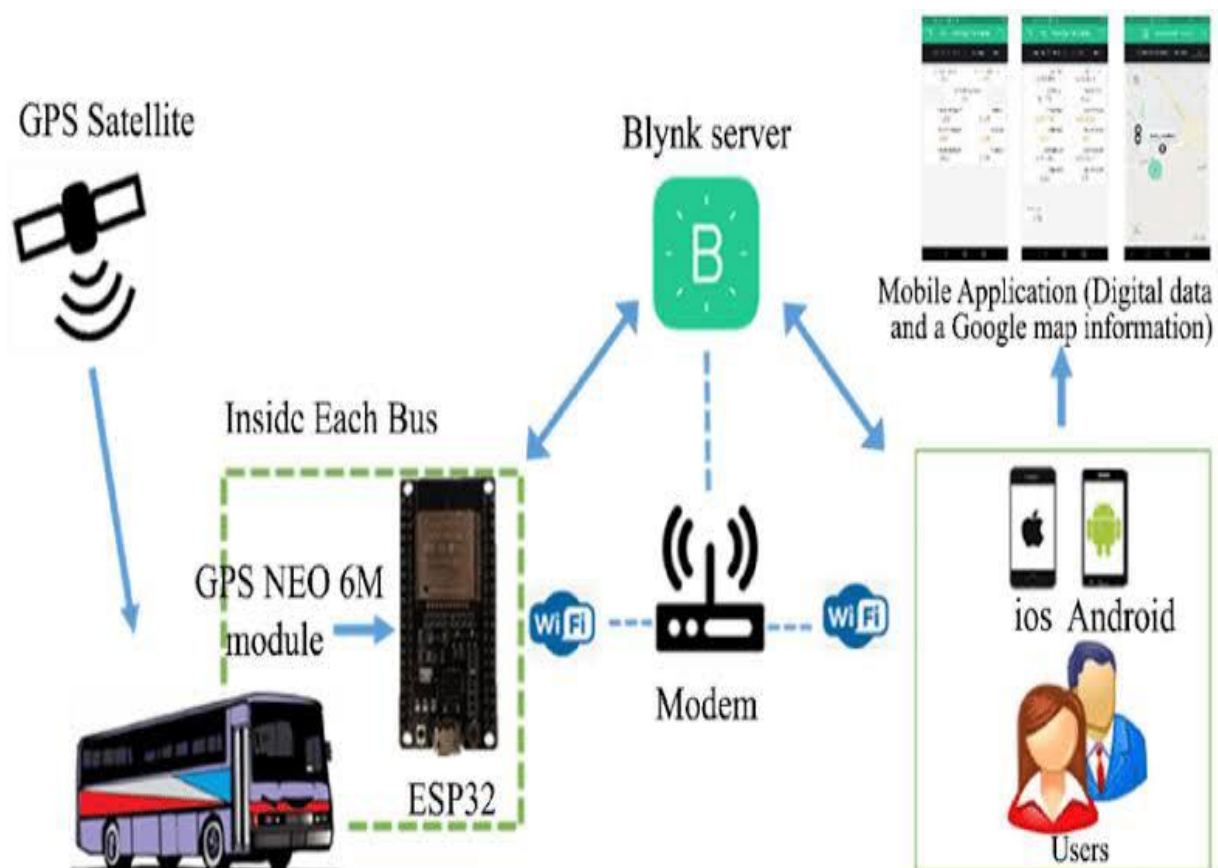 GPS Satellite
Blynk server
B
Mobile Application (Digital data
and a Google map information)
Inside Each Bus
GPS NEO 6M
module
ESP32
Wi Fi
Modem
Wi Fi
ios Android
Users